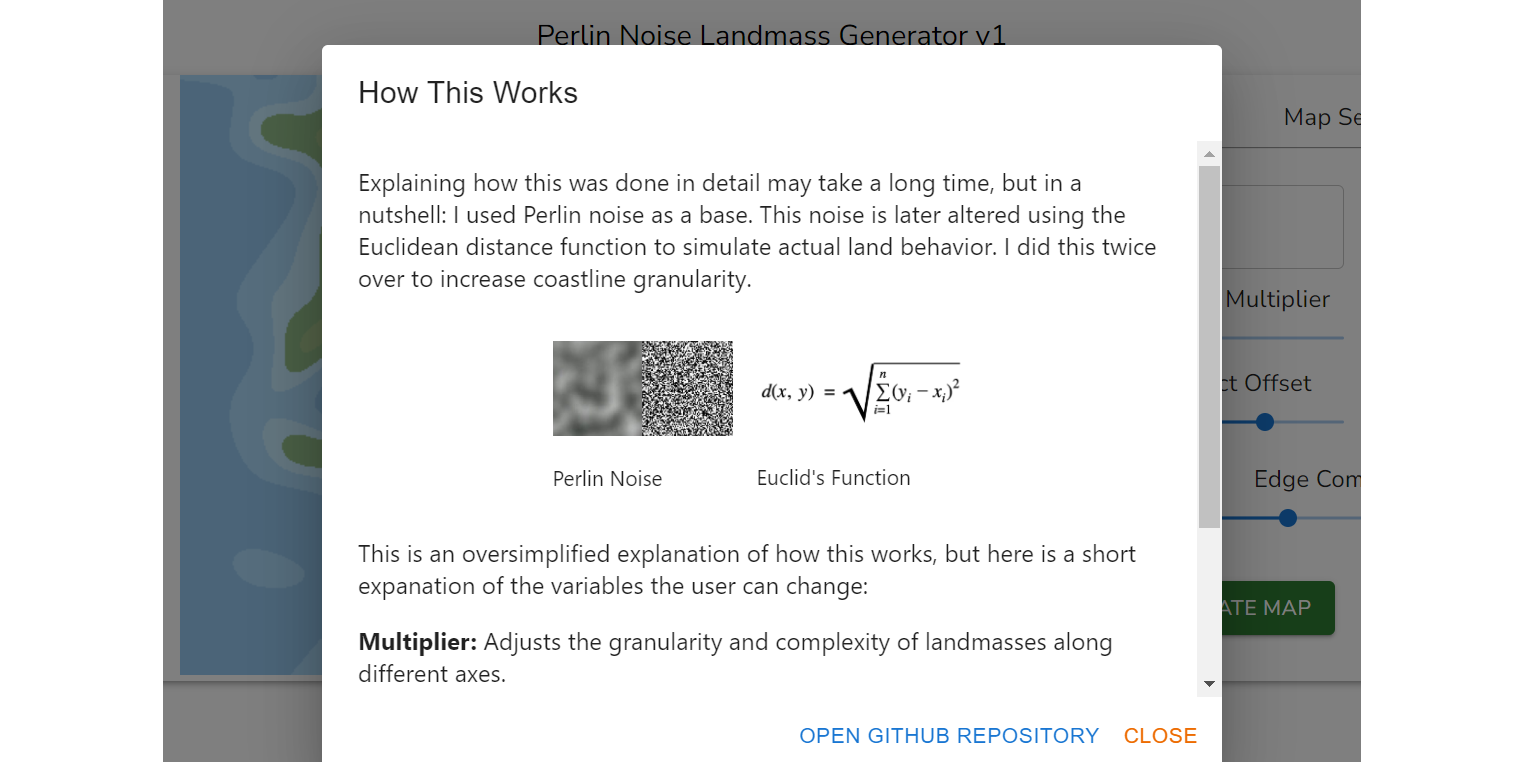 Perlin Noise Landmass Generator v1
How This Works
Map Se
Explaining how this was done in detail may take a long time, but in a
nutshell: I used Perlin noise as a base. This noise is later altered using the
Euclidean distance function to simulate actual land behavior. I did this twice
over to increase coastline granularity.
Multiplier
ct Offset
d(x, y) = √∑(yᵢ − xᵢ)²
n
i=1
Perlin Noise
Euclid's Function
Edge Com
This is an oversimplified explanation of how this works, but here is a short
expanation of the variables the user can change:
ATE MAP
Multiplier: Adjusts the granularity and complexity of landmasses along
different axes.
OPEN GITHUB REPOSITORY
CLOSE